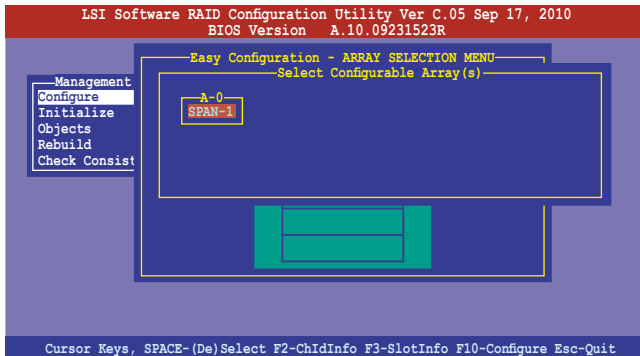 LSI Software RAID Configuration Utility Ver C.05 Sep 17, 2010
BIOS Version A.10.09231523R
Easy Configuration - ARRAY SELECTION MENU
Select Configurable Array(s)
Management
Configure
Initialize
Objects
Rebuild
Check Consist
A-0
SPAN-1
Cursor Keys, SPACE-(De)Select F2-ChIdInfo F3-SlotInfo F10-Configure Esc-Quit